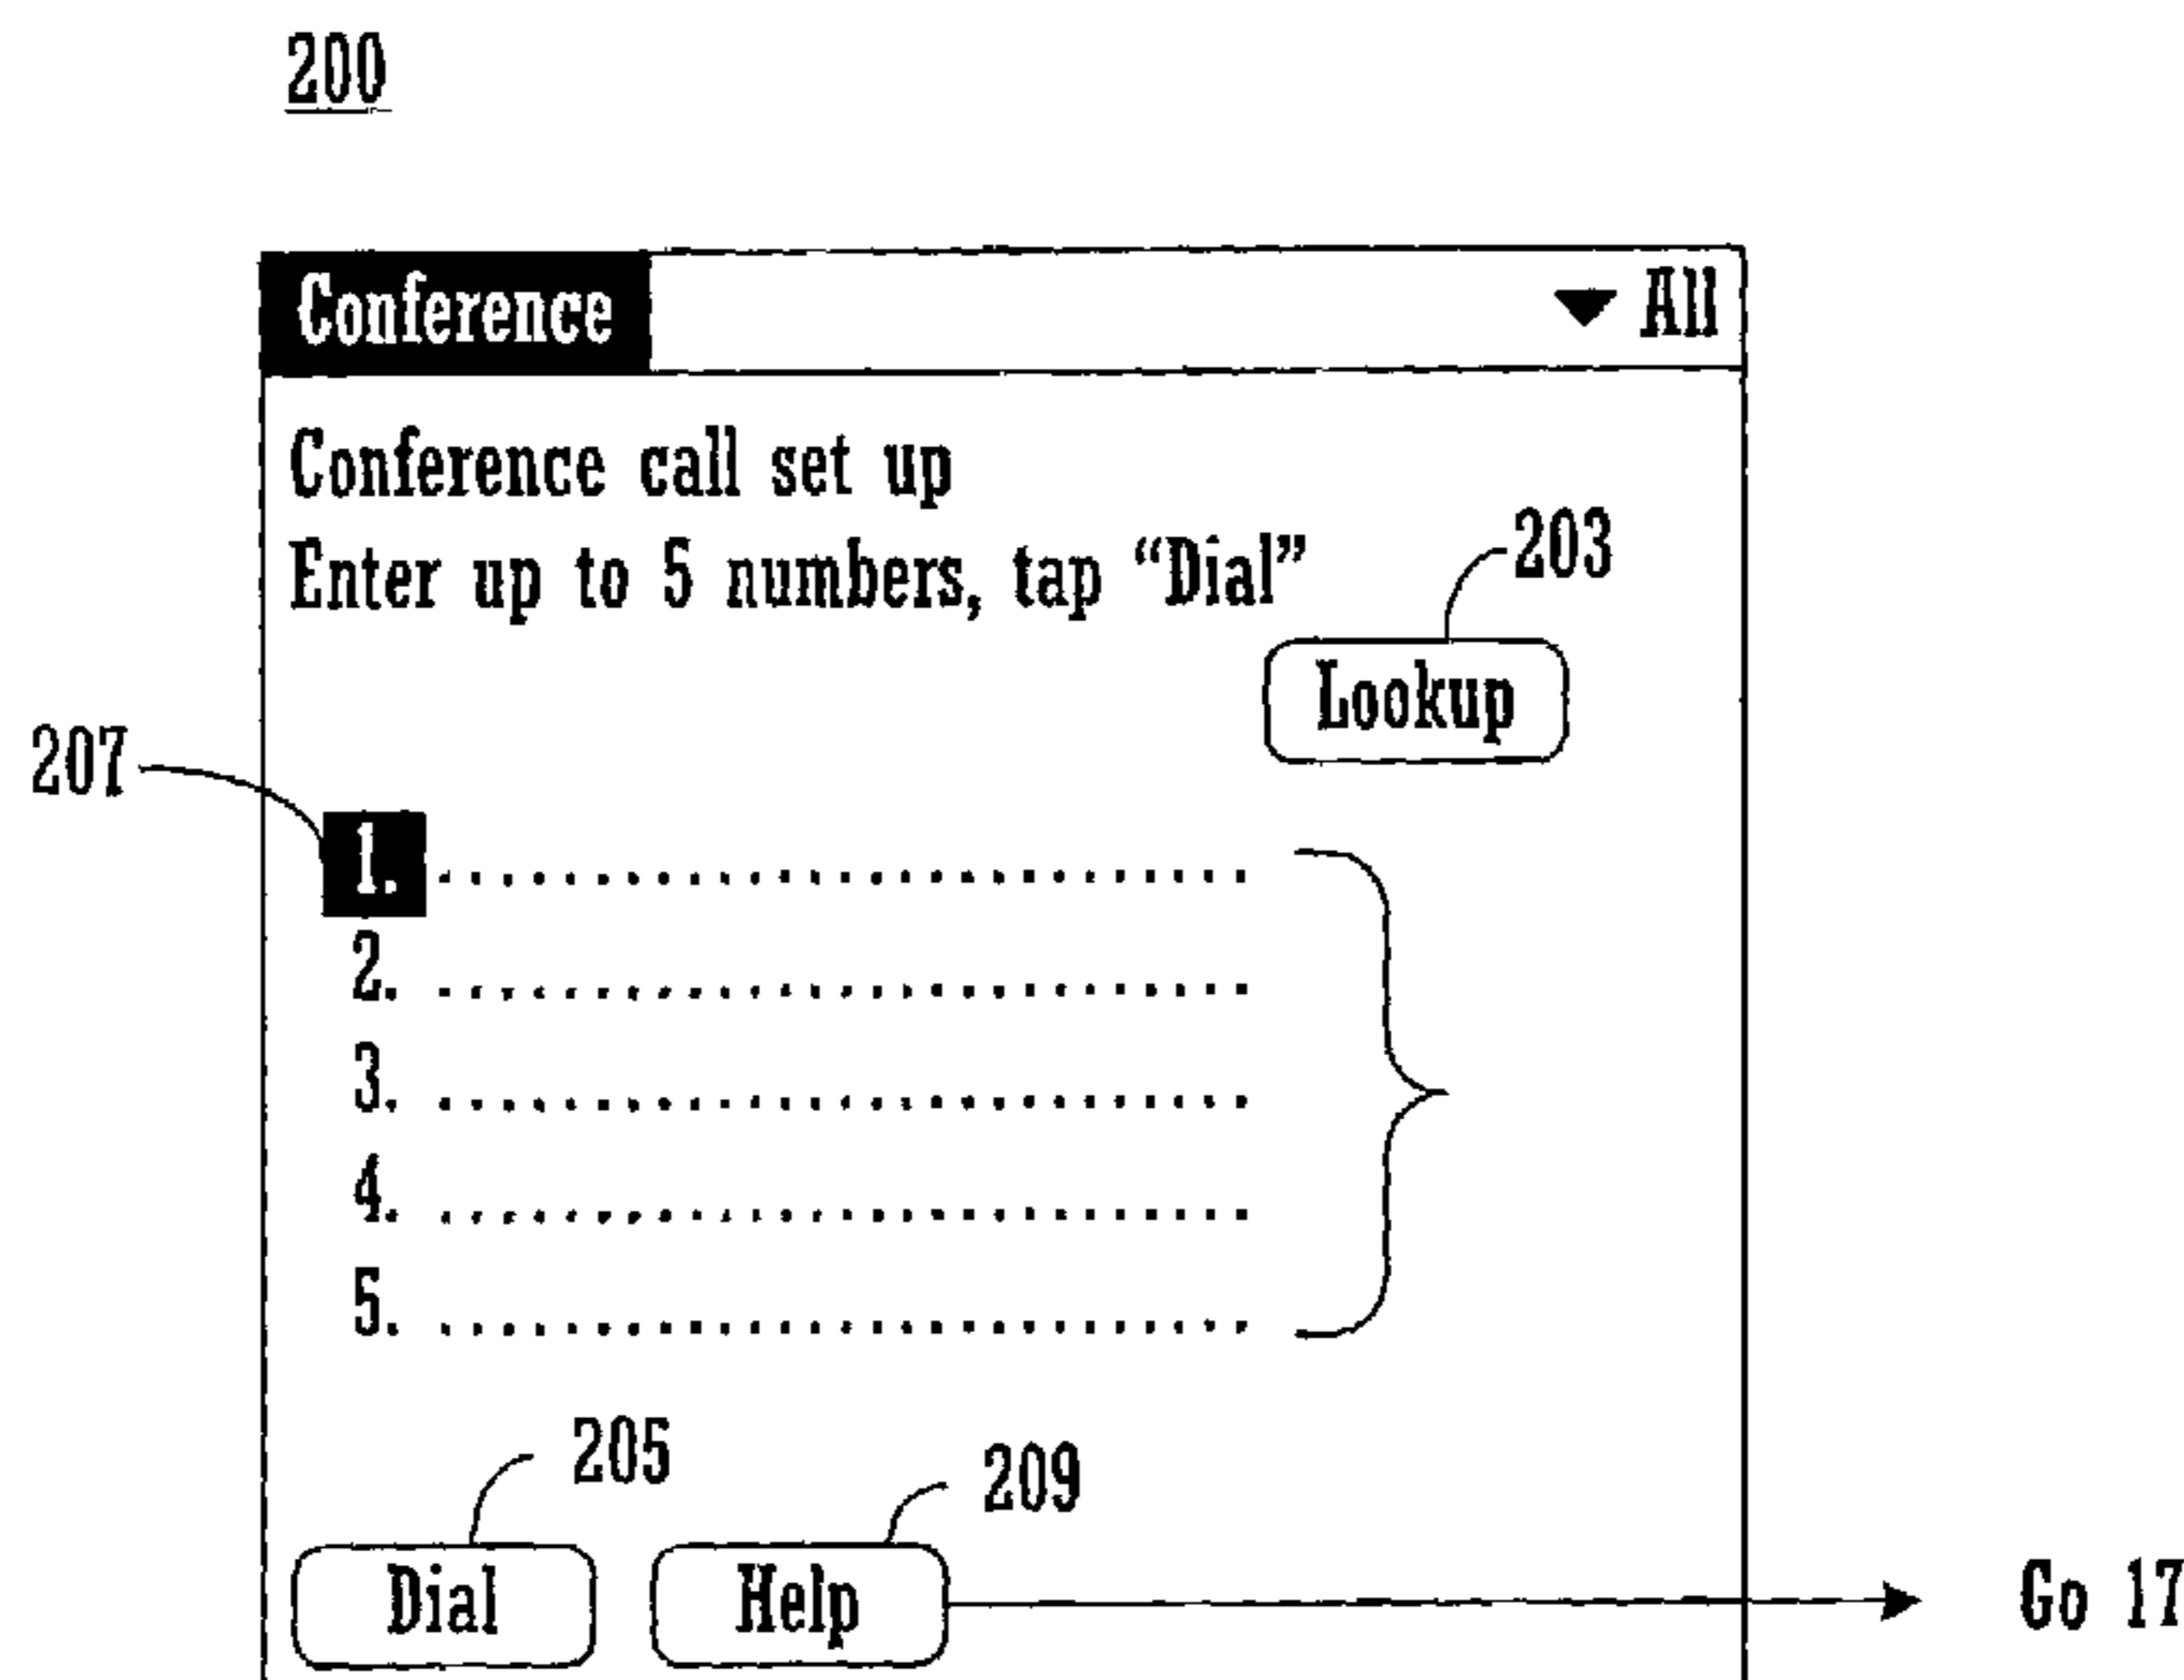 200
Conference ▼ All
Conference call set up
Enter up to 5 numbers, tap “Dial”
203
Lookup
207
1. ...........................
2. ...........................
3. ...........................
4. ...........................
5. ...........................
205 209
Dial Help Go 17